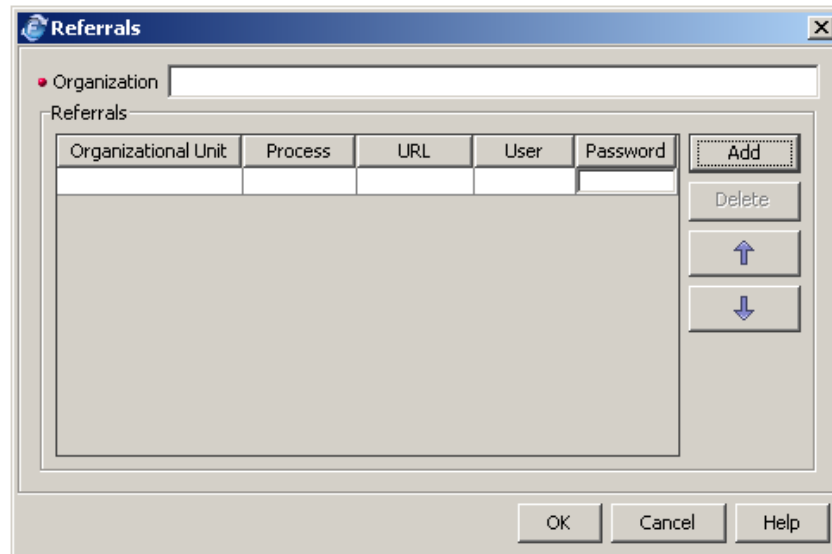 Referrals
Organization
Referrals
Organizational Unit Process URL User Password Add
Delete
OK Cancel Help